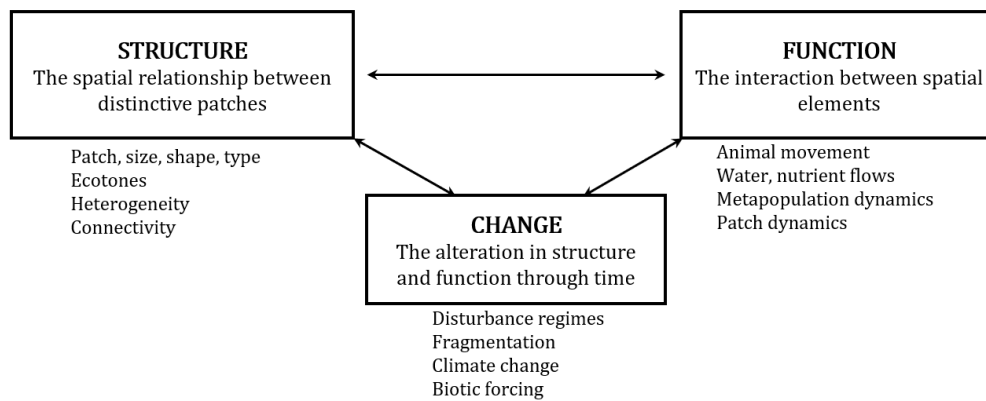 STRUCTURE
The spatial relationship between
distinctive patches
Patch, size, shape, type
Ecotones
Heterogeneity
Connectivity
FUNCTION
The interaction between spatial
elements
Animal movement
Water, nutrient flows
Metapopulation dynamics
Patch dynamics
CHANGE
The alteration in structure
and function through time
Disturbance regimes
Fragmentation
Climate change
Biotic forcing